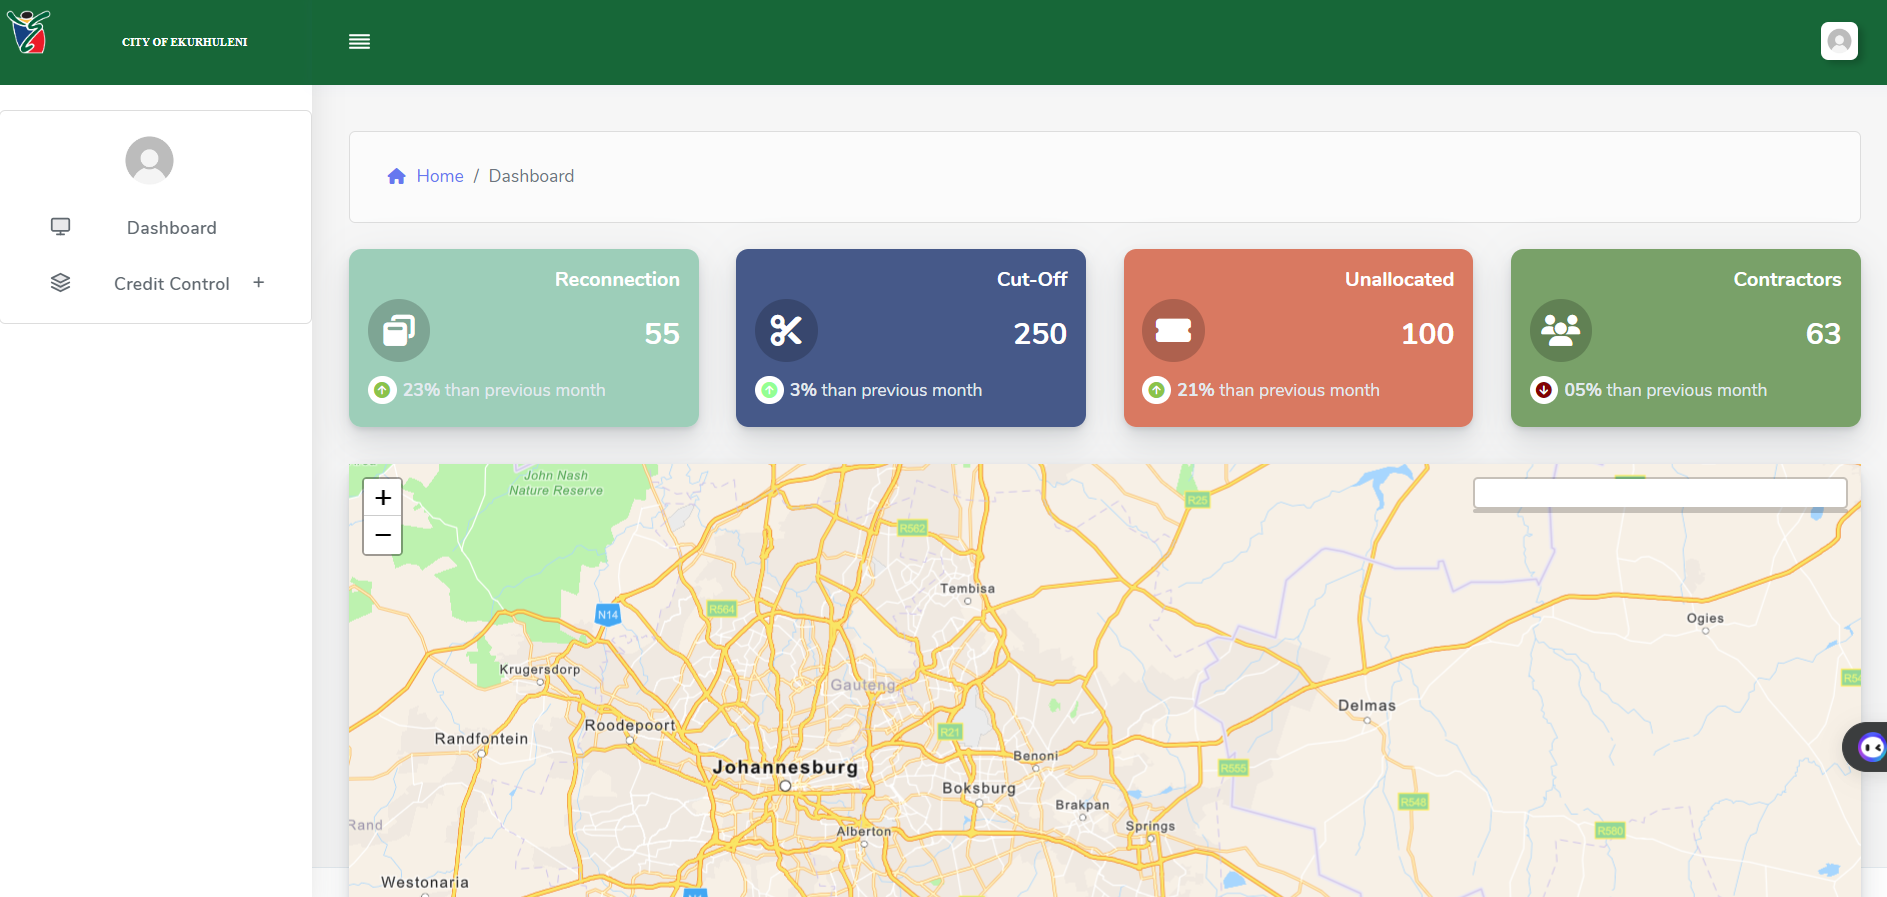 CITY OF EKURHULENI
Home / Dashboard
Dashboard
Credit Control +
Reconnection
55
23% than previous month
Cut-Off
250
3% than previous month
Unallocated
100
21% than previous month
Contractors
63
05% than previous month
+
−
John Nash
Nature Reserve
R25
R562
Tembisa
R564
N14
Ogies
Krugersdorp
Gauteng
Delmas
Roodepoort
Randfontein
R21
Benoni
Johannesburg
R555
Boksburg
R548
Brakpan
Rand
Alberton
Springs
R580
Westonaria